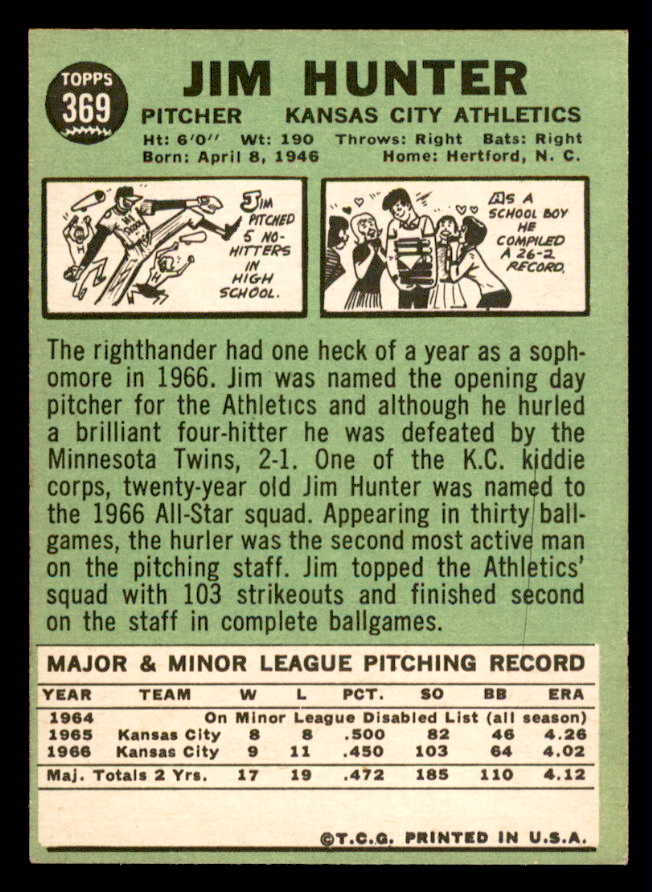 TOPPS
369
JIM HUNTER
PITCHER KANSAS CITY ATHLETICS
Ht: 6'0" Wt: 190 Throws: Right Bats: Right
Born: April 8, 1946 Home: Hertford, N. C.
JIM
PITCHED
5 NO-
HITTERS
IN
HIGH
SCHOOL.
AS A
SCHOOL BOY
HE
COMPILED
A 26-2
RECORD.
The righthander had one heck of a year as a soph-
omore in 1966. Jim was named the opening day
pitcher for the Athletics and although he hurled
a brilliant four-hitter he was defeated by the
Minnesota Twins, 2-1. One of the K.C. kiddie
corps, twenty-year old Jim Hunter was named to
the 1966 All-Star squad. Appearing in thirty ball-
games, the hurler was the second most active man
on the pitching staff. Jim topped the Athletics'
squad with 103 strikeouts and finished second
on the staff in complete ballgames.
MAJOR & MINOR LEAGUE PITCHING RECORD
YEAR TEAM W L PCT. SO BB ERA
1964 On Minor League Disabled List (all season)
1965 Kansas City 8 8 .500 82 46 4.26
1966 Kansas City 9 11 .450 103 64 4.02
Maj. Totals 2 Yrs. 17 19 .472 185 110 4.12
©T.C.G. PRINTED IN U.S.A.